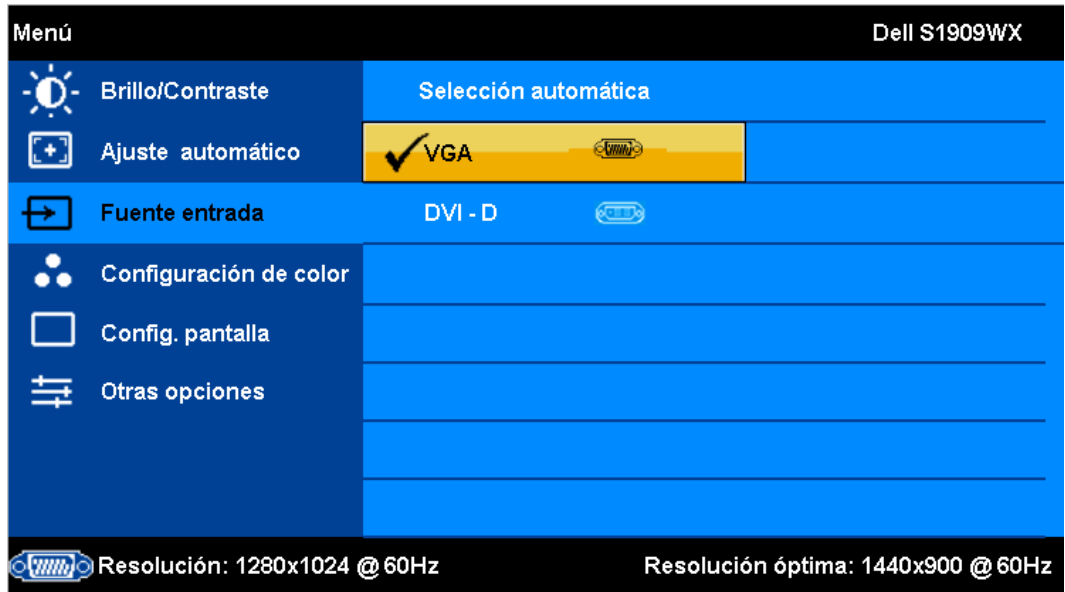 Menú Dell S1909WX
Brillo/Contraste Selección automática
Ajuste automático VGA
Fuente entrada DVI - D
Configuración de color
Config. pantalla
Otras opciones
Resolución: 1280x1024 @ 60Hz Resolución óptima: 1440x900 @ 60Hz